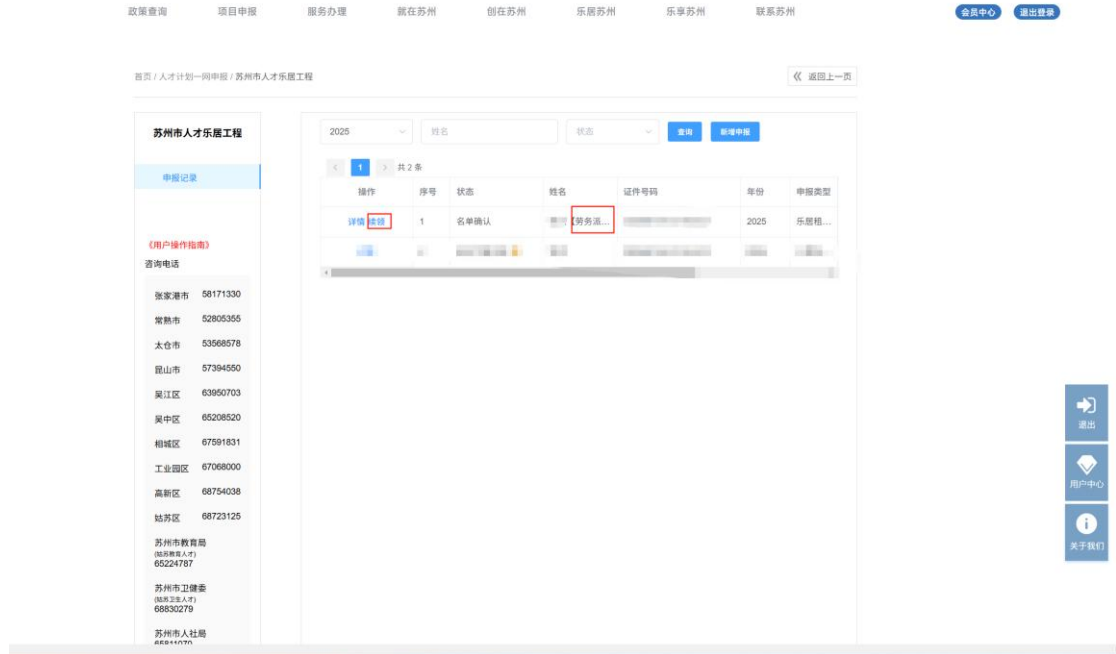 政策查询 项目申报 服务办理 就在苏州 创在苏州 乐居苏州 乐享苏州 联系苏州 会员中心 退出登录
首页 / 人才计划一网申报 / 苏州市人才乐居工程 《 返回上一页
苏州市人才乐居工程
申报记录
《用户操作指南》
咨询电话
张家港市 58171330
常熟市 52805355
太仓市 53568578
昆山市 57394550
吴江区 63950703
吴中区 65208520
相城区 67591831
工业园区 67068000
高新区 68754038
姑苏区 68723125
苏州市教育局
(姑苏教育人才)
65224787
苏州市卫健委
(姑苏卫生人才)
68830279
苏州市人社局
65811070
2025 姓名 状态 查询 新增申报
< 1 > 共 2 条
操作 序号 状态 姓名 证件号码 年份 申报类型
详情 续领 1 名单确认 【劳务派... 2025 乐居租...
退出
用户中心
关于我们